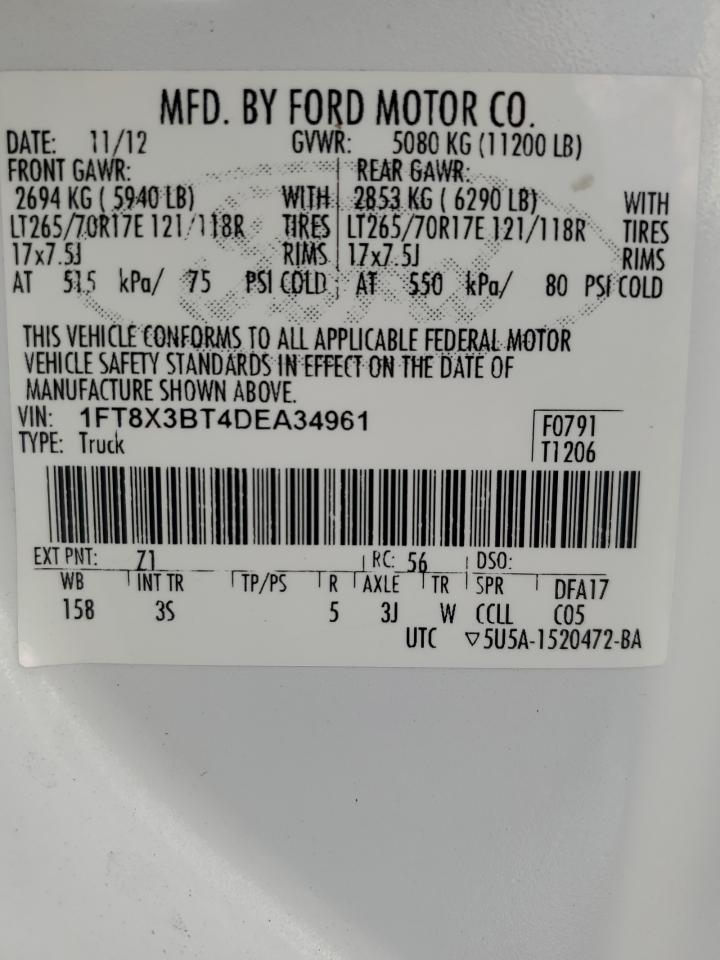 MFD. BY FORD MOTOR CO.
DATE: 11/12 GVWR: 5080 KG (11200 LB)
FRONT GAWR: REAR GAWR:
2694 KG ( 5940 LB) WITH 2853 KG ( 6290 LB) WITH
LT265/70R17E 121/118R TIRES LT265/70R17E 121/118R TIRES
17x7.5J RIMS 17x7.5J RIMS
AT 515 kPa/ 75 PSI COLD AT 550 kPa/ 80 PSI COLD
THIS VEHICLE CONFORMS TO ALL APPLICABLE FEDERAL MOTOR
VEHICLE SAFETY STANDARDS IN EFFECT ON THE DATE OF
MANUFACTURE SHOWN ABOVE.
VIN: 1FT8X3BT4DEA34961 F0791
TYPE: Truck T1206
EXT PNT: Z1 RC: 56 DSO:
WB INT TR TP/PS R AXLE TR SPR DFA17
158 3S 5 3J W CCLL C05
UTC ▽5U5A-1520472-BA